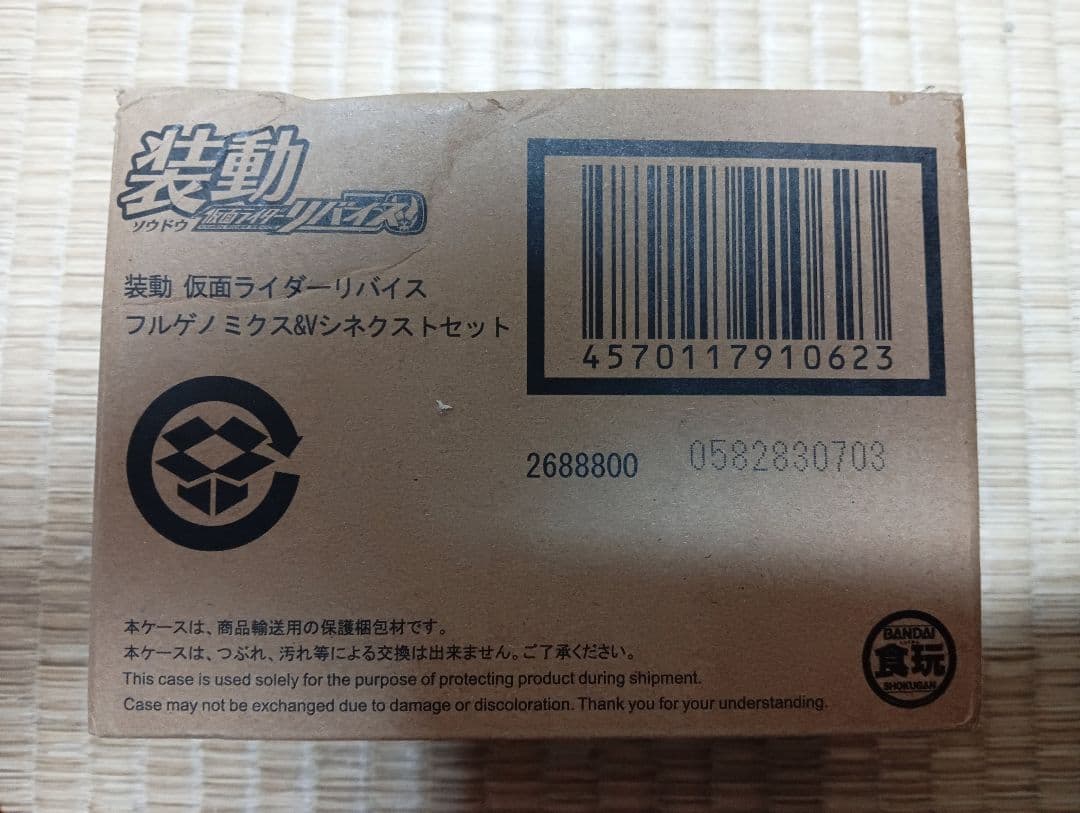 装動
ソウドウ
仮面ライダーリバイス
装動 仮面ライダーリバイス
フルゲノミクス&Vシネクストセット
4570117910623
2688800
0582830703
本ケースは、商品輸送用の保護梱包材です。
本ケースは、つぶれ、汚れ等による交換は出来ません。ご了承ください。
This case is used solely for the purpose of protecting product during shipment.
Case may not be exchanged due to damage or discoloration. Thank you for your understanding.
BANDAI
食玩
SHOKUGAN